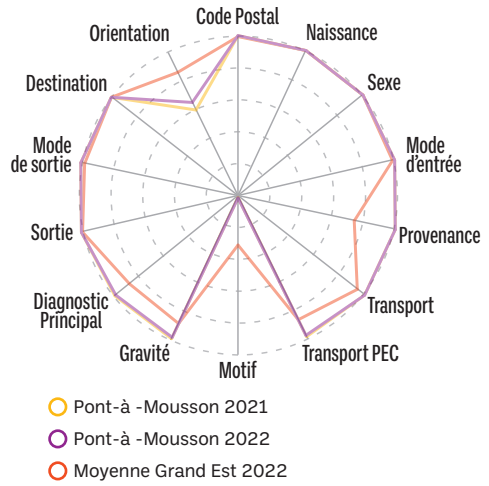 Code Postal
Naissance
Sexe
Mode
d'entrée
Provenance
Transport
Transport PEC
Motif
Gravité
Diagnostic
Principal
Sortie
Mode
de sortie
Destination
Orientation
Pont-à -Mousson 2021
Pont-à -Mousson 2022
Moyenne Grand Est 2022